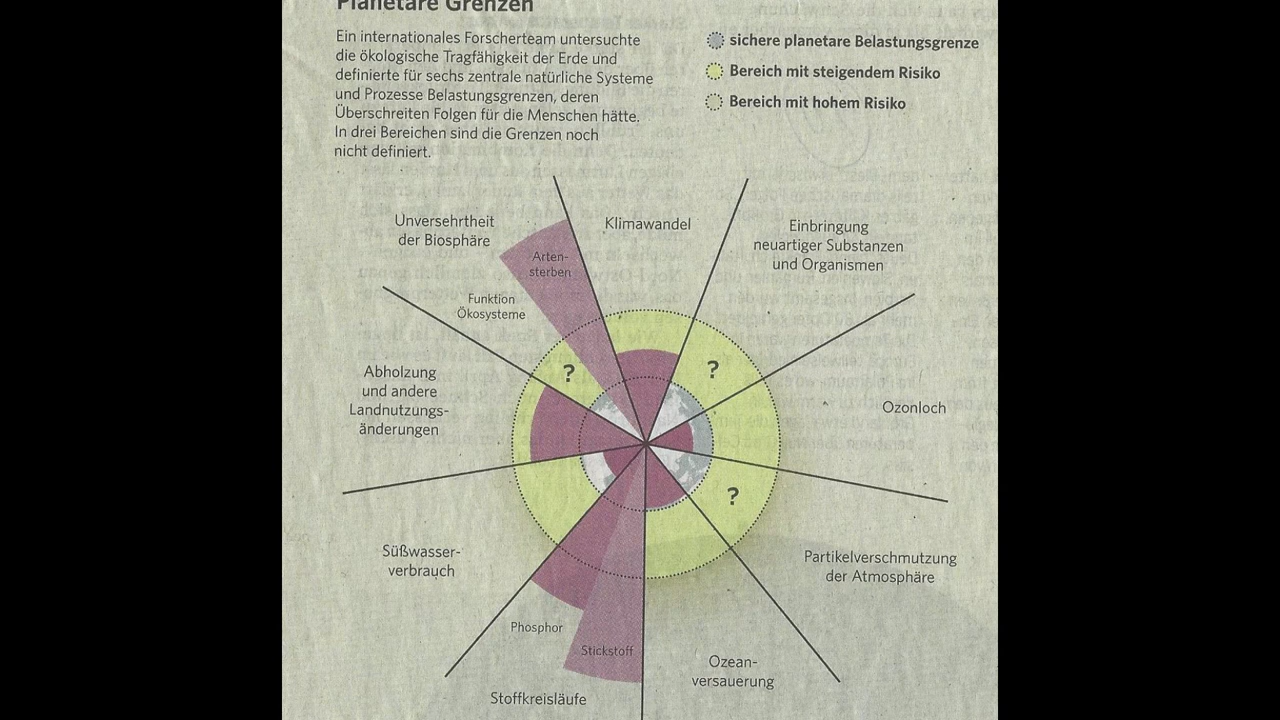 Planetare Grenzen
Ein internationales Forscherteam untersuchte
die ökologische Tragfähigkeit der Erde und
definierte für sechs zentrale natürliche Systeme
und Prozesse Belastungsgrenzen, deren
Überschreiten Folgen für die Menschen hätte.
In drei Bereichen sind die Grenzen noch
nicht definiert.
sichere planetare Belastungsgrenze
Bereich mit steigendem Risiko
Bereich mit hohem Risiko
Unversehrtheit
der Biosphäre
Arten-
sterben
Funktion
Ökosysteme
Klimawandel
Einbringung
neuartiger Substanzen
und Organismen
?
?
Abholzung
und andere
Landnutzungs-
änderungen
Ozonloch
?
Süßwasser-
verbrauch
Partikelverschmutzung
der Atmosphäre
Phosphor
Stickstoff
Stoffkreisläufe
Ozean-
versauerung